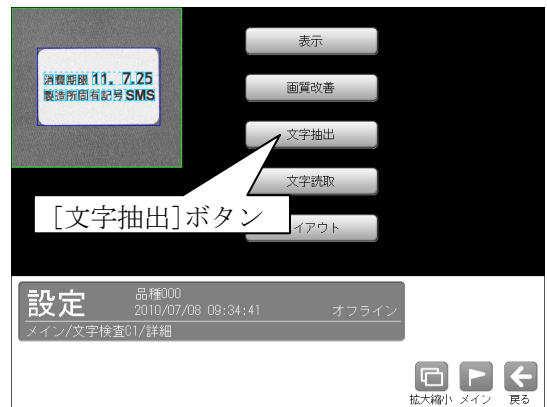 消費期限 11. 7.25
製造所固有記号 SMS
表示
画質改善
文字抽出
文字読取
イアウト
[文字抽出]ボタン
設定
品種000
2010/07/08 09:34:41
オフライン
メイン/文字検査C1/詳細
拡大縮小 メイン 戻る